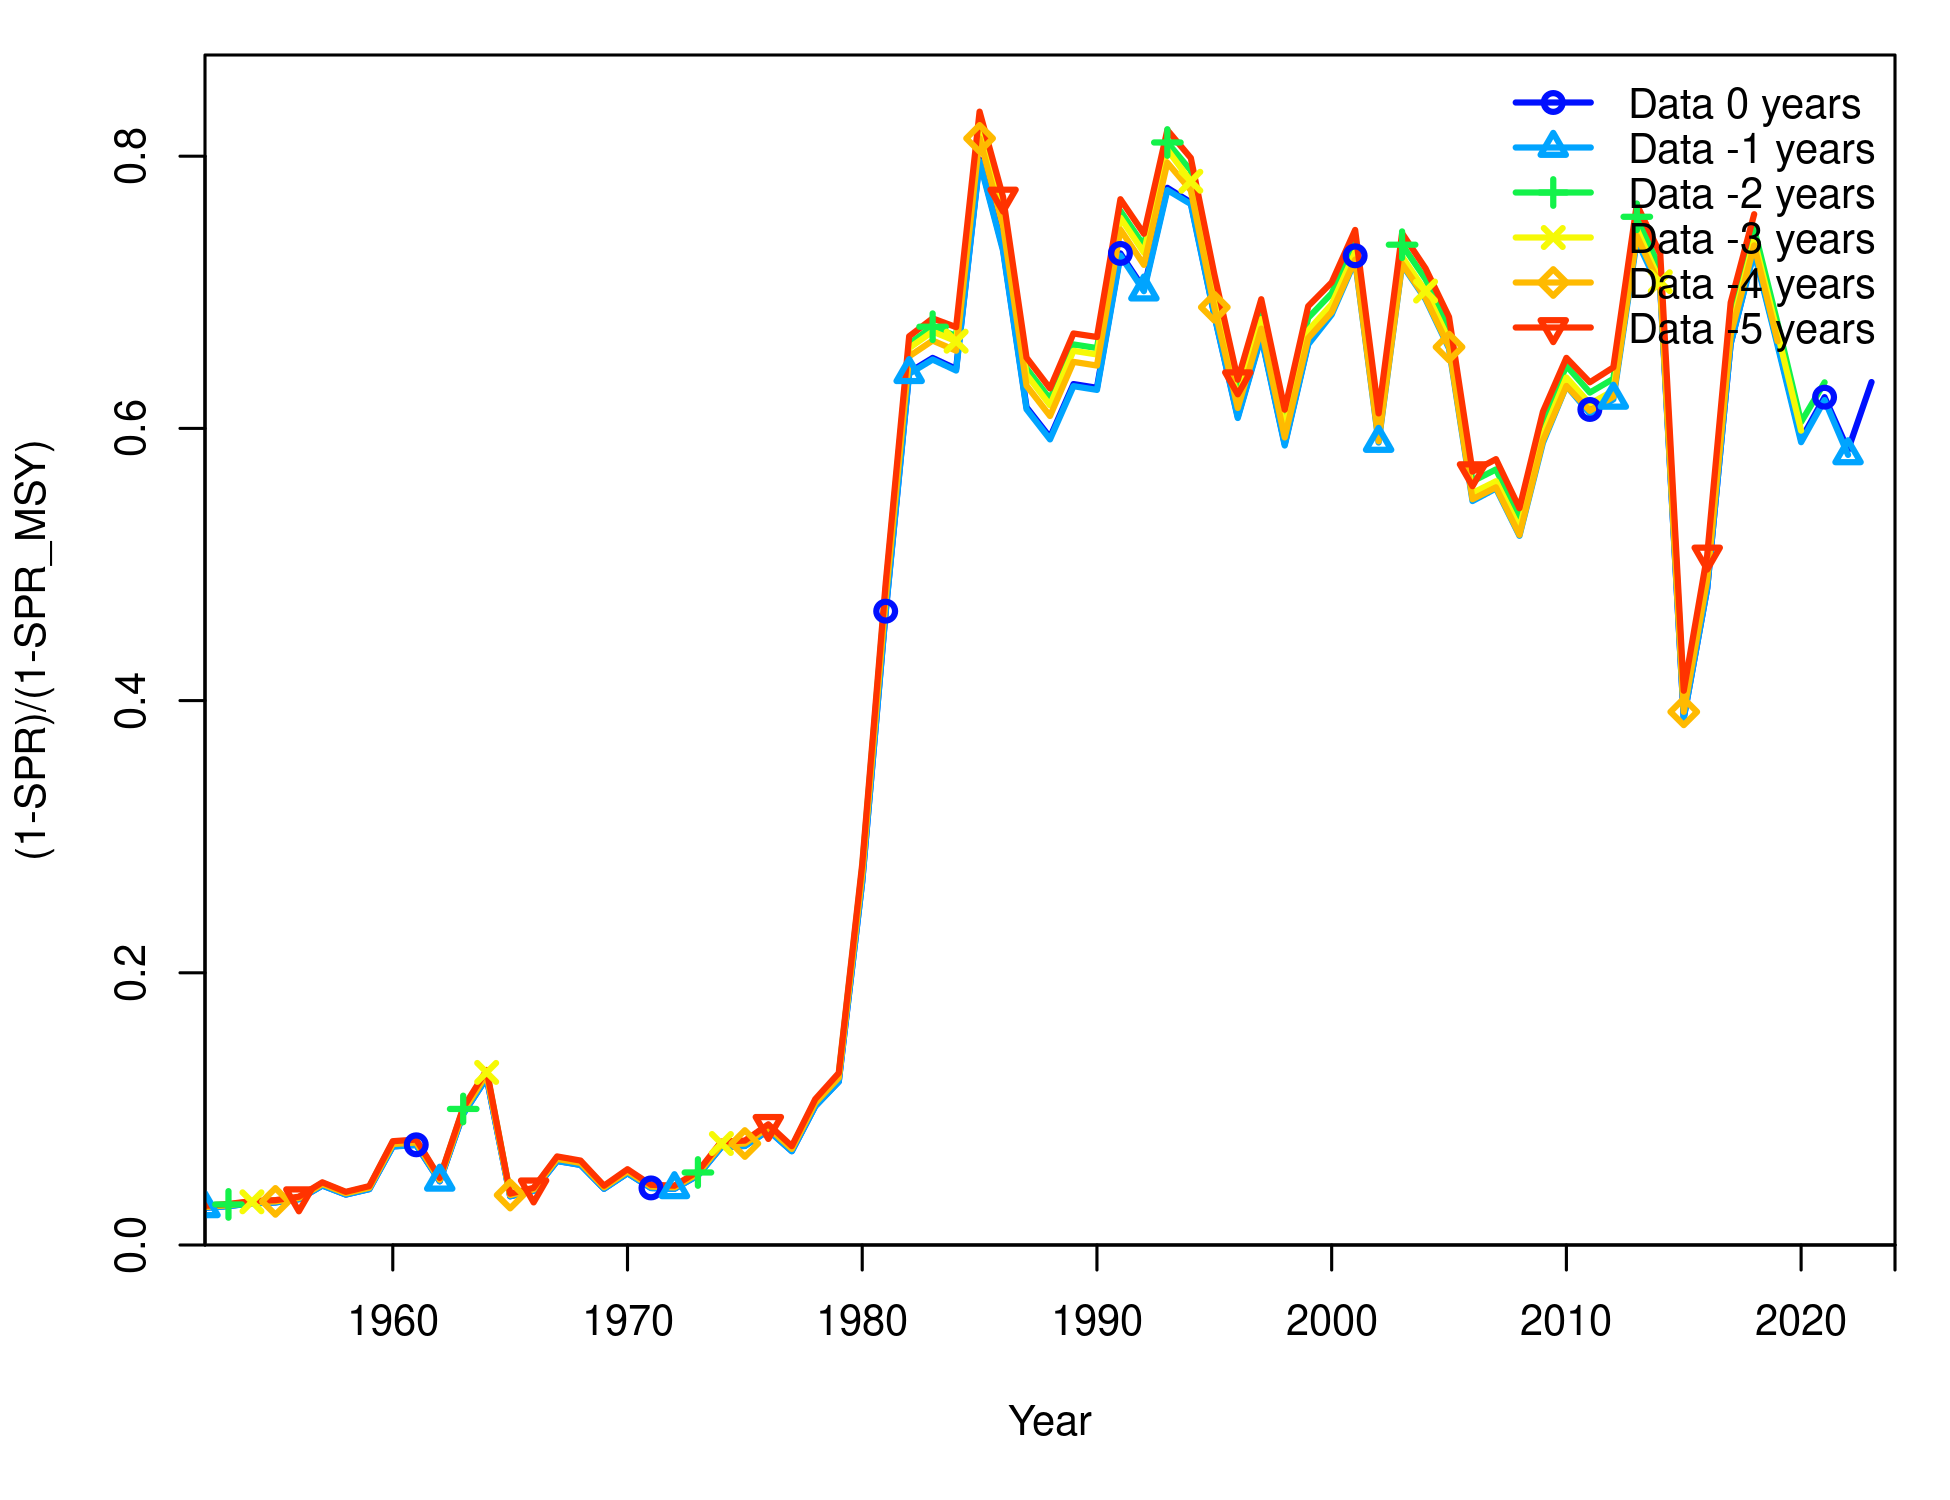 Data 0 years
Data -1 years
Data -2 years
Data -3 years
Data -4 years
Data -5 years
(1-SPR)/(1-SPR_MSY)
0.8
0.6
0.4
0.2
0.0
1960 1970 1980 1990 2000 2010 2020
Year